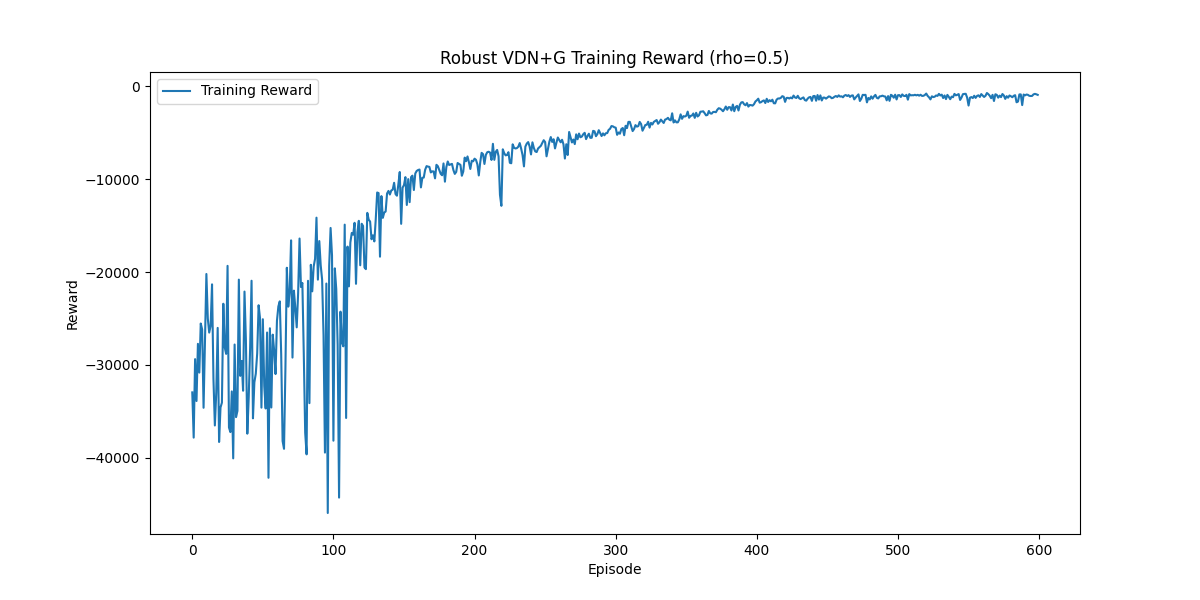 Robust VDN+G Training Reward (rho=0.5)
Training Reward
Reward
0
−10000
−20000
−30000
−40000
0 100 200 300 400 500 600
Episode